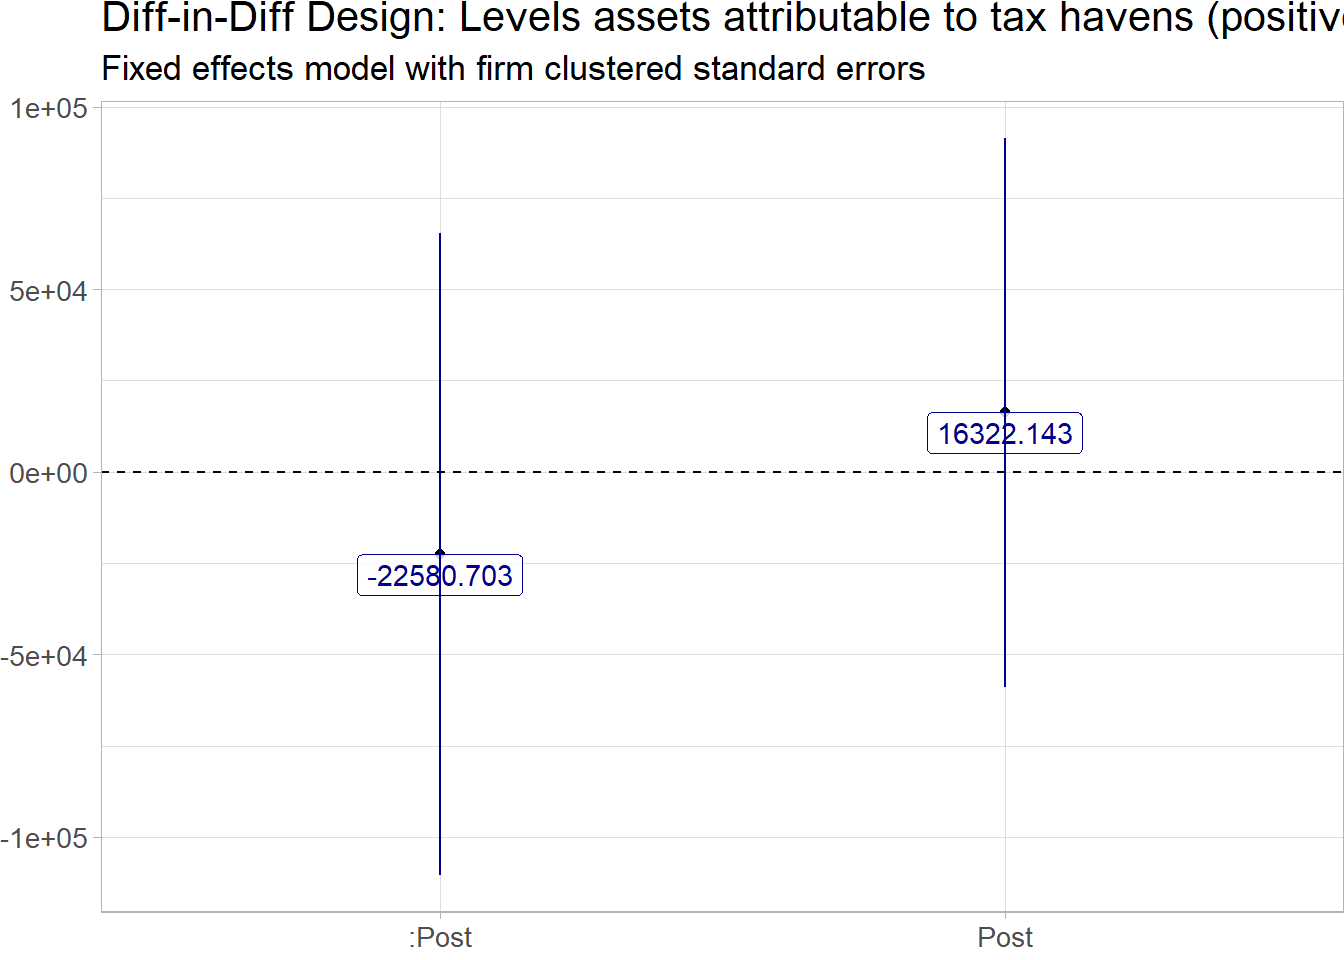 Diff-in-Diff Design: Levels assets attributable to tax havens (positiv
Fixed effects model with firm clustered standard errors
1e+05
5e+04
0e+00
-5e+04
-1e+05
16322.143
-22580.703
:Post
Post